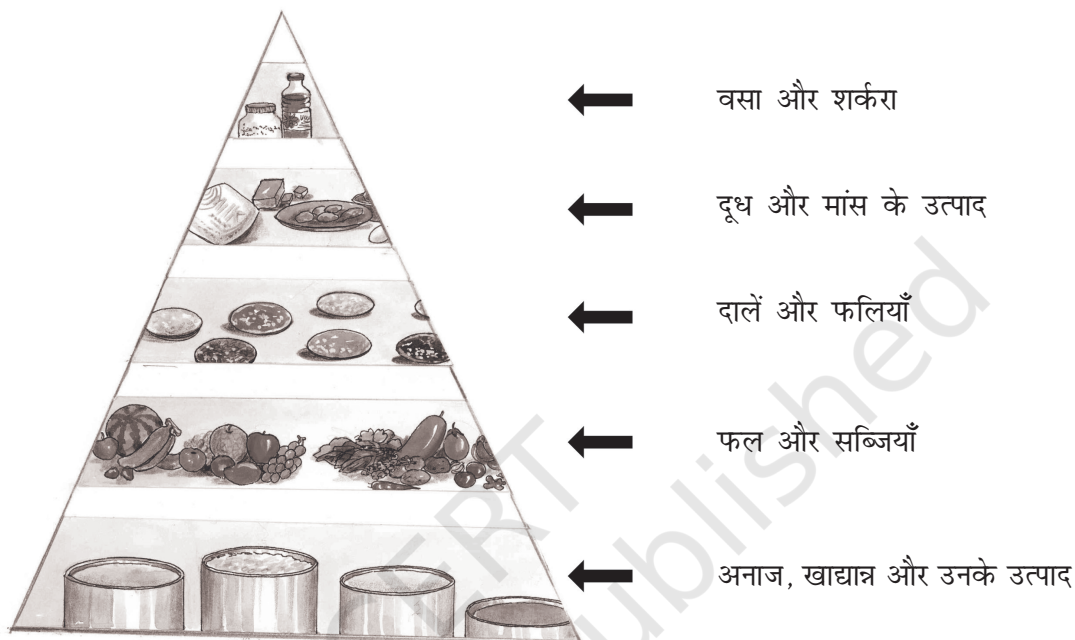 वसा और शर्करा
दूध और मांस के उत्पाद
दालें और फलियाँ
फल और सब्जियाँ
अनाज, खाद्यान्न और उनके उत्पाद